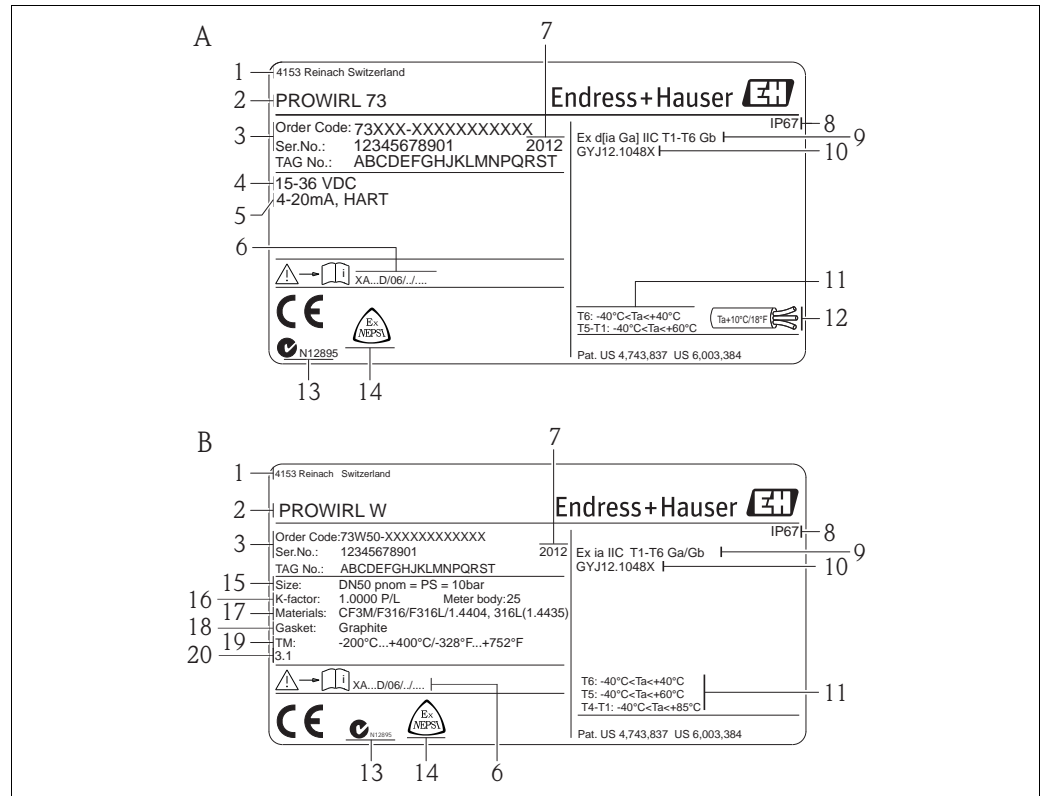 A
7
1
4153 Reinach Switzerland
2
PROWIRL 73
Endress+Hauser EH
IP67
8
3
Order Code: 73XXX-XXXXXXXXXXX
Ser.No.: 12345678901 2012
TAG No.: ABCDEFGHJKLMNPQRST
Ex d[ia Ga] IIC T1-T6 Gb
9
GYJ12.1048X
10
4
15-36 VDC
5
4-20mA, HART
6
i
XA...D/06/../....
11
T6: -40°C<Ta<+40°C
T5-T1: -40°C<Ta<+60°C
Ta+10°C/18°F
12
CE
Ex
NEPSI
N12895
Pat. US 4,743,837 US 6,003,384
13
14
B
7
1
4153 Reinach Switzerland
2
PROWIRL W
Endress+Hauser EH
IP67
8
3
Order Code:73W50-XXXXXXXXXXXX
Ser.No.: 12345678901 2012
TAG No.: ABCDEFGHJKLMNPQRST
Ex ia IIC T1-T6 Ga/Gb
9
GYJ12.1048X
10
15
Size: DN50 pnom = PS = 10bar
16
K-factor: 1.0000 P/L Meter body:25
17
Materials: CF3M/F316/F316L/1.4404, 316L(1.4435)
18
Gasket: Graphite
19
TM: -200°C...+400°C/-328°F...+752°F
20
3.1
i
XA...D/06/../....
T6: -40°C<Ta<+40°C
T5: -40°C<Ta<+60°C
T4-T1: -40°C<Ta<+85°C
11
CE
N12895
Ex
NEPSI
Pat. US 4,743,837 US 6,003,384
13
14
6